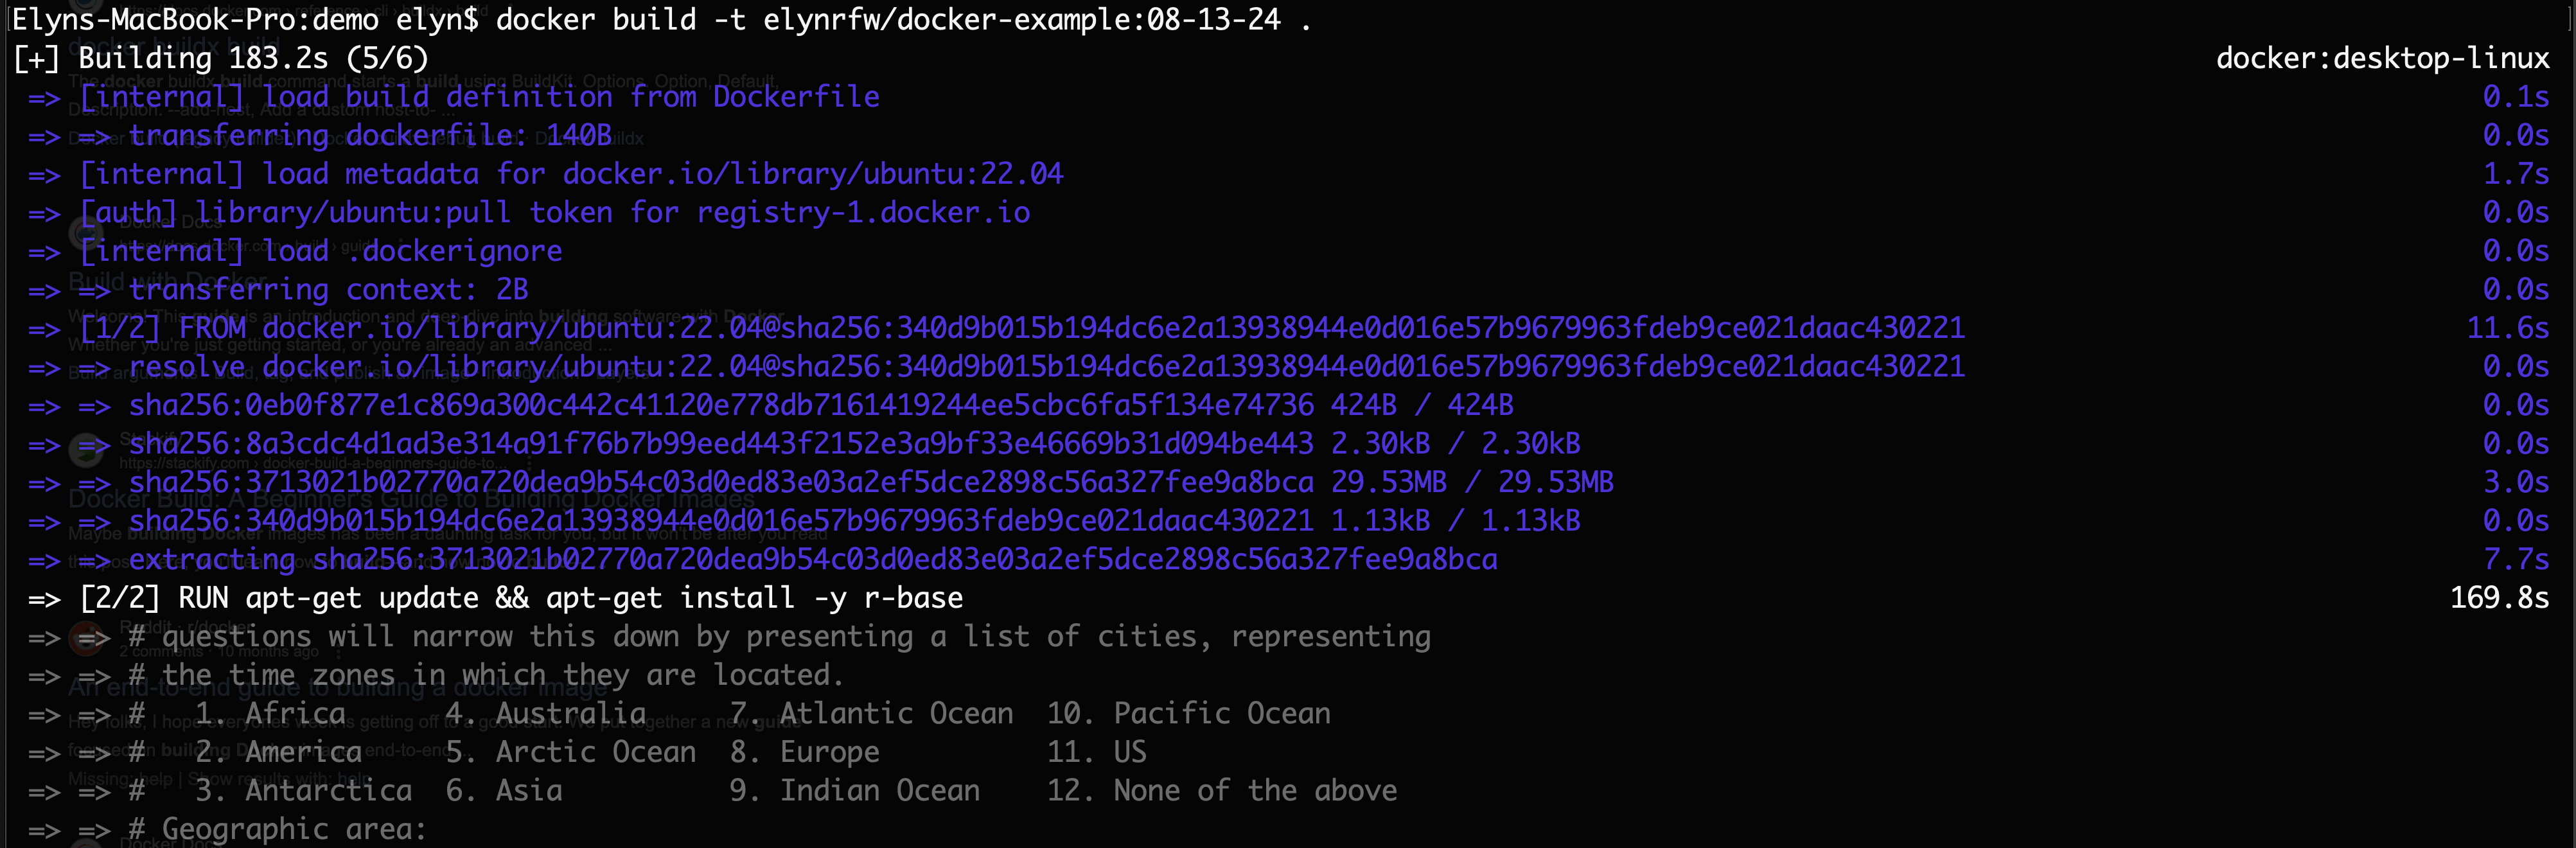 Elyns-MacBook-Pro:demo elyn$ docker build -t elynrfw/docker-example:08-13-24 .
[+] Building 183.2s (5/6) docker:desktop-linux
=> [internal] load build definition from Dockerfile 0.1s
=> => transferring dockerfile: 140B 0.0s
=> [internal] load metadata for docker.io/library/ubuntu:22.04 1.7s
=> [auth] library/ubuntu:pull token for registry-1.docker.io 0.0s
=> [internal] load .dockerignore 0.0s
=> => transferring context: 2B 0.0s
=> [1/2] FROM docker.io/library/ubuntu:22.04@sha256:340d9b015b194dc6e2a13938944e0d016e57b9679963fdeb9ce021daac430221 11.6s
=> => resolve docker.io/library/ubuntu:22.04@sha256:340d9b015b194dc6e2a13938944e0d016e57b9679963fdeb9ce021daac430221 0.0s
=> => sha256:0eb0f877e1c869a300c442c41120e778db7161419244ee5cbc6fa5f134e74736 424B / 424B 0.0s
=> => sha256:8a3cdc4d1ad3e314a91f76b7b99eed443f2152e3a9bf33e46669b31d094be443 2.30kB / 2.30kB 0.0s
=> => sha256:3713021b02770a720dea9b54c03d0ed83e03a2ef5dce2898c56a327fee9a8bca 29.53MB / 29.53MB 3.0s
=> => sha256:340d9b015b194dc6e2a13938944e0d016e57b9679963fdeb9ce021daac430221 1.13kB / 1.13kB 0.0s
=> => extracting sha256:3713021b02770a720dea9b54c03d0ed83e03a2ef5dce2898c56a327fee9a8bca 7.7s
=> [2/2] RUN apt-get update && apt-get install -y r-base 169.8s
=> => # questions will narrow this down by presenting a list of cities, representing
=> => # the time zones in which they are located.
=> => # 1. Africa 4. Australia 7. Atlantic Ocean 10. Pacific Ocean
=> => # 2. America 5. Arctic Ocean 8. Europe 11. US
=> => # 3. Antarctica 6. Asia 9. Indian Ocean 12. None of the above
=> => # Geographic area: